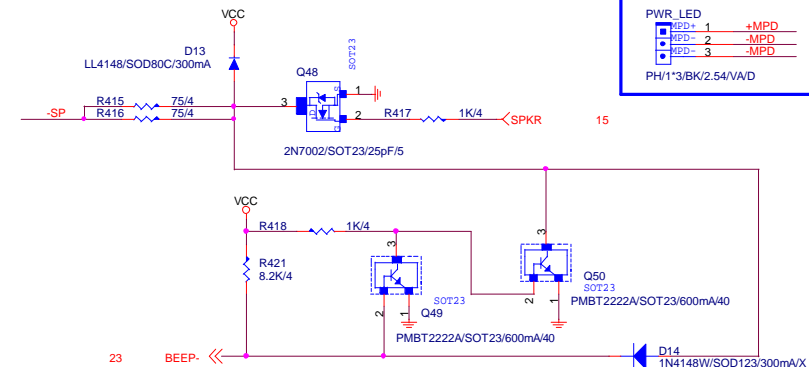 VCC
PWR_LED
MPD+ 1 +MPD
MPD- 2 -MPD
MPD- 3 -MPD
PH/1*3/BK/2.54/VA/D
D13
LL4148/SOD80C/300mA
SOT23
Q48
S
D
G
3
1
2
R415 75/4
R416 75/4
-SP
R417 1K/4
SPKR 15
2N7002/SOT23/25pF/5
VCC
R418 1K/4
R421
8.2K/4
3
3
Q50
SOT23
PMBT2222A/SOT23/600mA/40
2
1
SOT23
Q49
2
1
PMBT2222A/SOT23/600mA/40
23 BEEP-
D14
1N4148W/SOD123/300mA/X